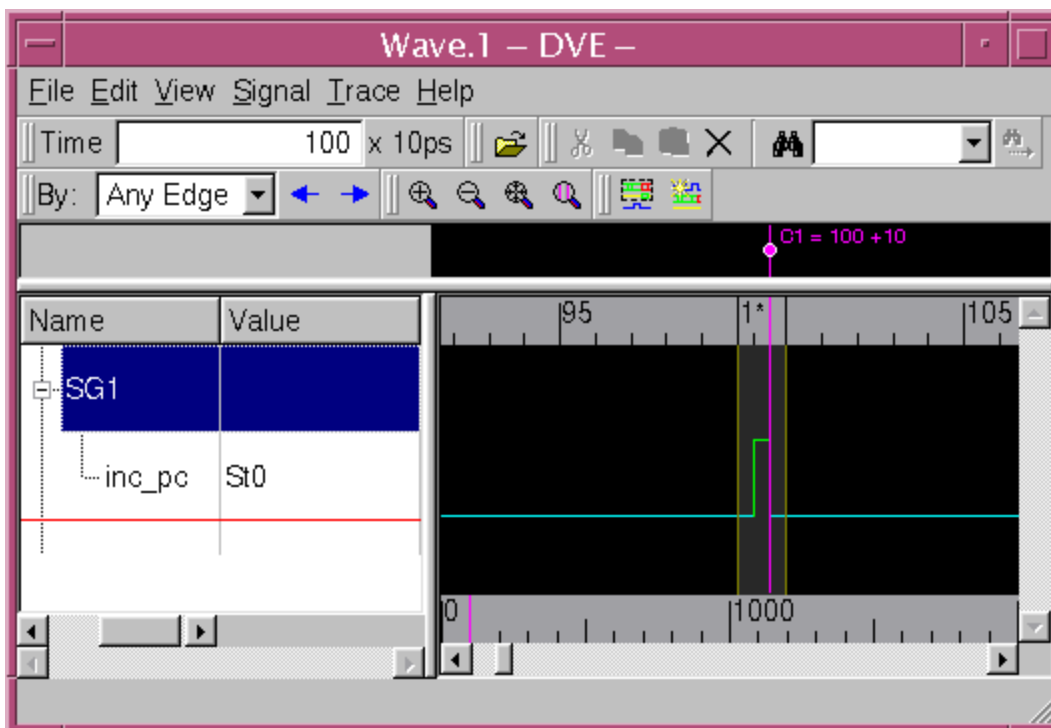 Wave.1 – DVE –
File Edit View Signal Trace Help
Time 100 x 10ps
By: Any Edge
C1 = 100 +10
Name Value 95 1* 105
SG1
inc_pc St0
0 1000